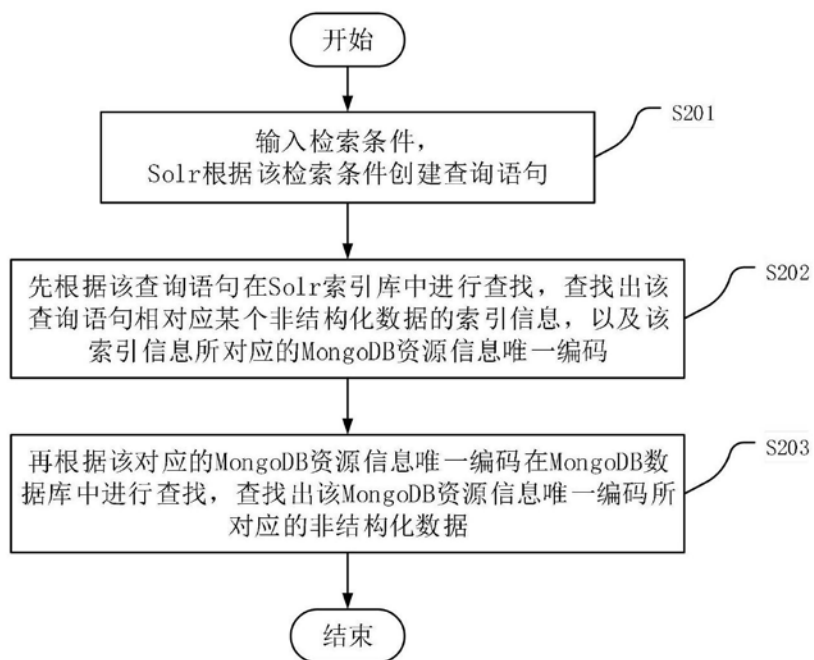 开始
S201
输入检索条件，
Solr根据该检索条件创建查询语句
S202
先根据该查询语句在Solr索引库中进行查找，查找出该
查询语句相对应某个非结构化数据的索引信息，以及该
索引信息所对应的MongoDB资源信息唯一编码
S203
再根据该对应的MongoDB资源信息唯一编码在MongoDB数
据库中进行查找，查找出该MongoDB资源信息唯一编码所
对应的非结构化数据
结束